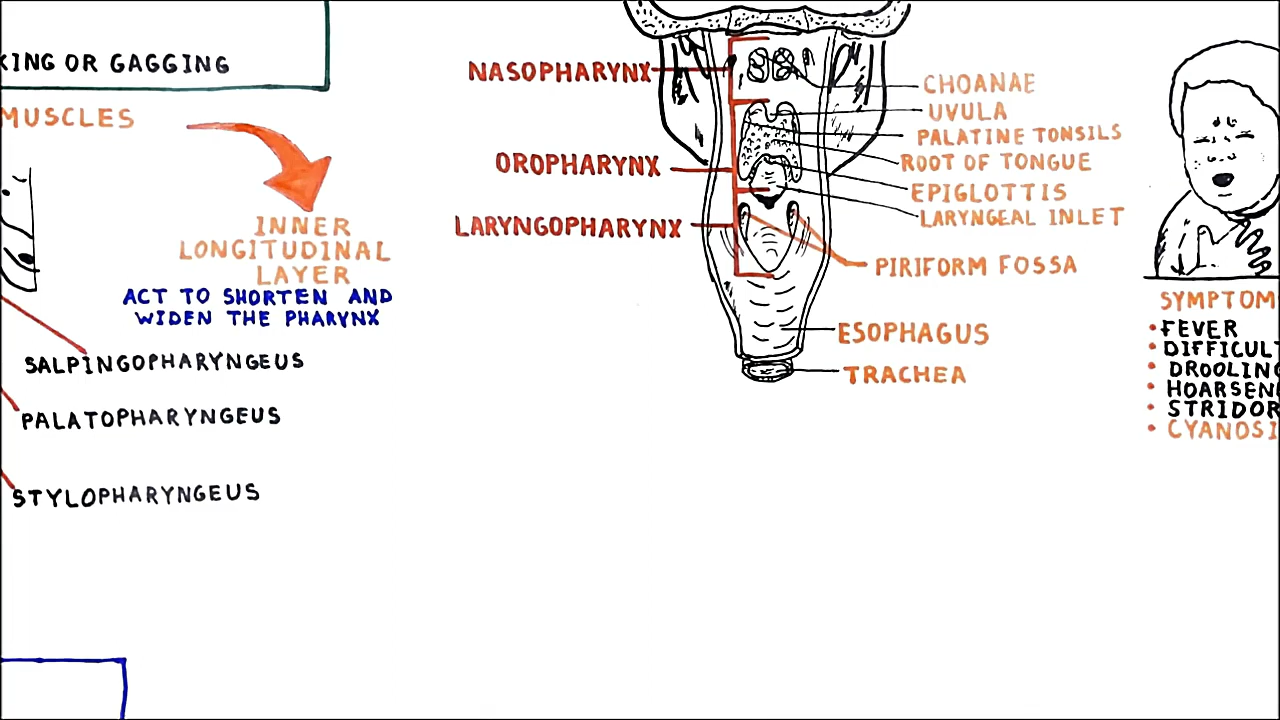 KING OR GAGGING
MUSCLES
INNER
LONGITUDINAL
LAYER
ACT TO SHORTEN AND
WIDEN THE PHARYNX
SALPINGOPHARYNGEUS
PALATOPHARYNGEUS
STYLOPHARYNGEUS
NASOPHARYNX
OROPHARYNX
LARYNGOPHARYNX
CHOANAE
UVULA
PALATINE TONSILS
ROOT OF TONGUE
EPIGLOTTIS
LARYNGEAL INLET
PIRIFORM FOSSA
ESOPHAGUS
TRACHEA
SYMPTOM
• FEVER
• DIFFICULT
• DROOLING
• HOARSENE
• STRIDOR
• CYANOSI